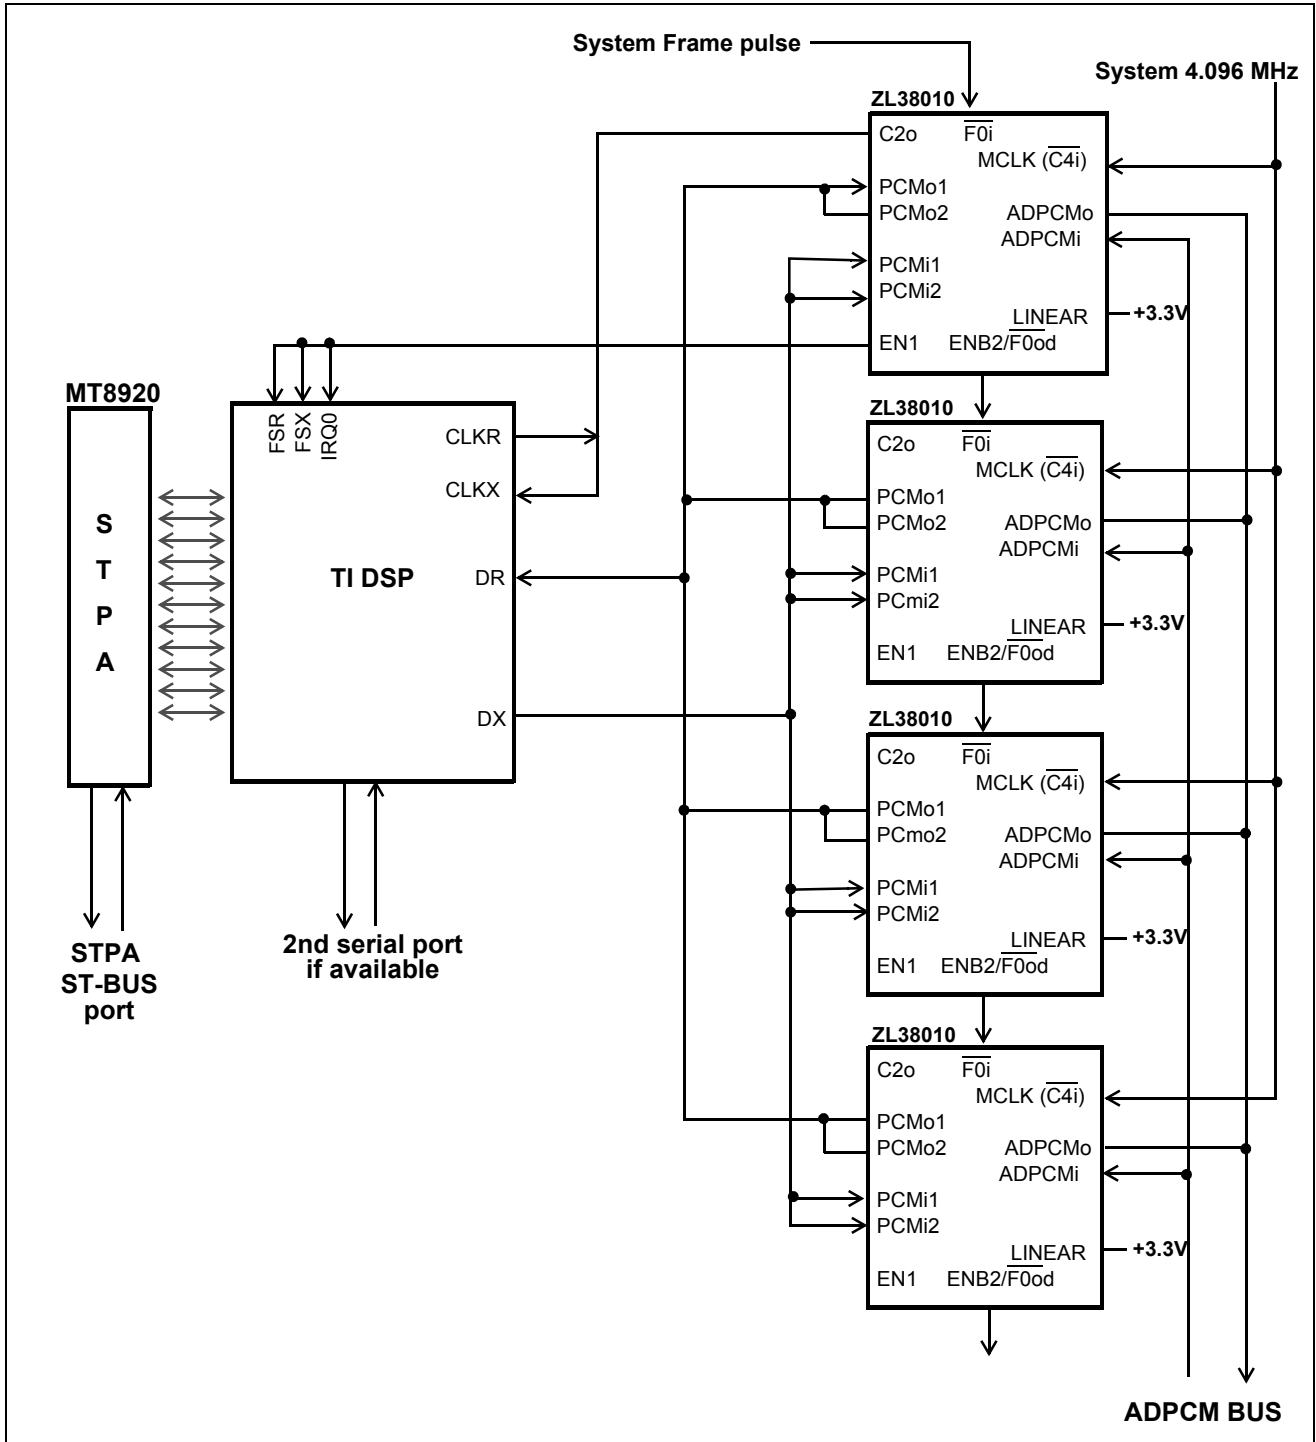 System Frame pulse
System 4.096 MHz
ZL38010
C2o F0i
MCLK (C4i)
PCMo1
PCMo2 ADPCMo
ADPCMi
PCMi1
PCMi2
LINEAR +3.3V
EN1 ENB2/F0od
MT8920
S
T
P
A
FSR FSX IRQ0
CLKR
CLKX
TI DSP
DR
DX
STPA
ST-BUS
port
2nd serial port
if available
ZL38010
C2o F0i
MCLK (C4i)
PCMo1
PCMo2 ADPCMo
ADPCMi
PCMi1
PCmi2
LINEAR +3.3V
EN1 ENB2/F0od
ZL38010
C2o F0i
MCLK (C4i)
PCMo1
PCmo2 ADPCMo
ADPCMi
PCMi1
PCMi2
LINEAR +3.3V
EN1 ENB2/F0od
ZL38010
C2o F0i
MCLK (C4i)
PCMo1
PCMo2 ADPCMo
ADPCMi
PCMi1
PCMi2
LINEAR +3.3V
EN1 ENB2/F0od
ADPCM BUS